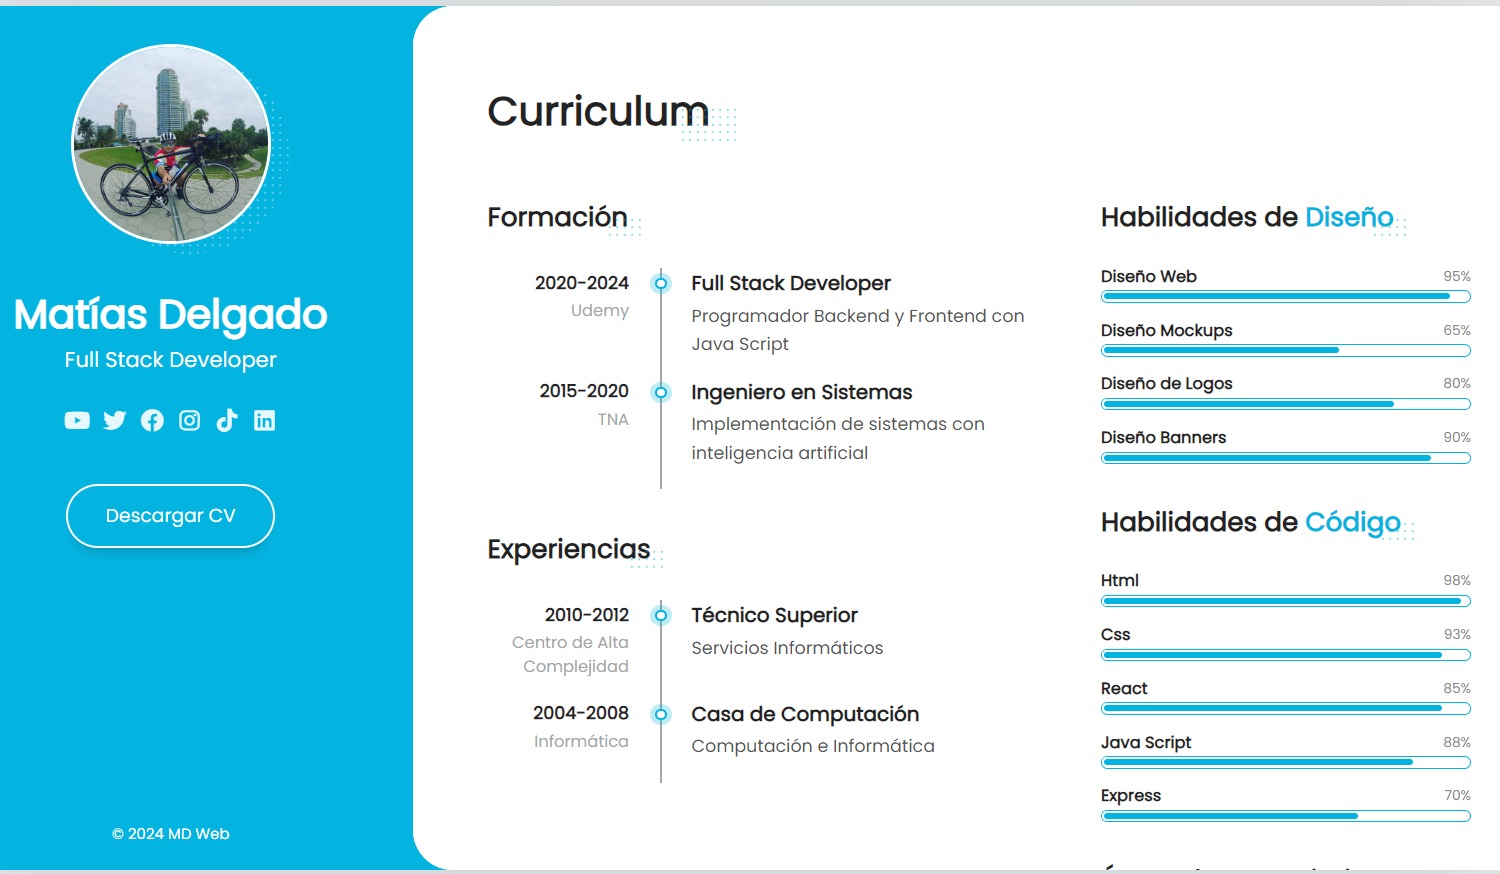 Matías Delgado
Full Stack Developer
Descargar CV
© 2024 MD Web
Curriculum
Formación
2020-2024
Udemy
Full Stack Developer
Programador Backend y Frontend con
Java Script
2015-2020
TNA
Ingeniero en Sistemas
Implementación de sistemas con
inteligencia artificial
Experiencias
2010-2012
Centro de Alta
Complejidad
Técnico Superior
Servicios Informáticos
2004-2008
Informática
Casa de Computación
Computación e Informática
Habilidades de Diseño
Diseño Web 95%
Diseño Mockups 65%
Diseño de Logos 80%
Diseño Banners 90%
Habilidades de Código
Html 98%
Css 93%
React 85%
Java Script 88%
Express 70%